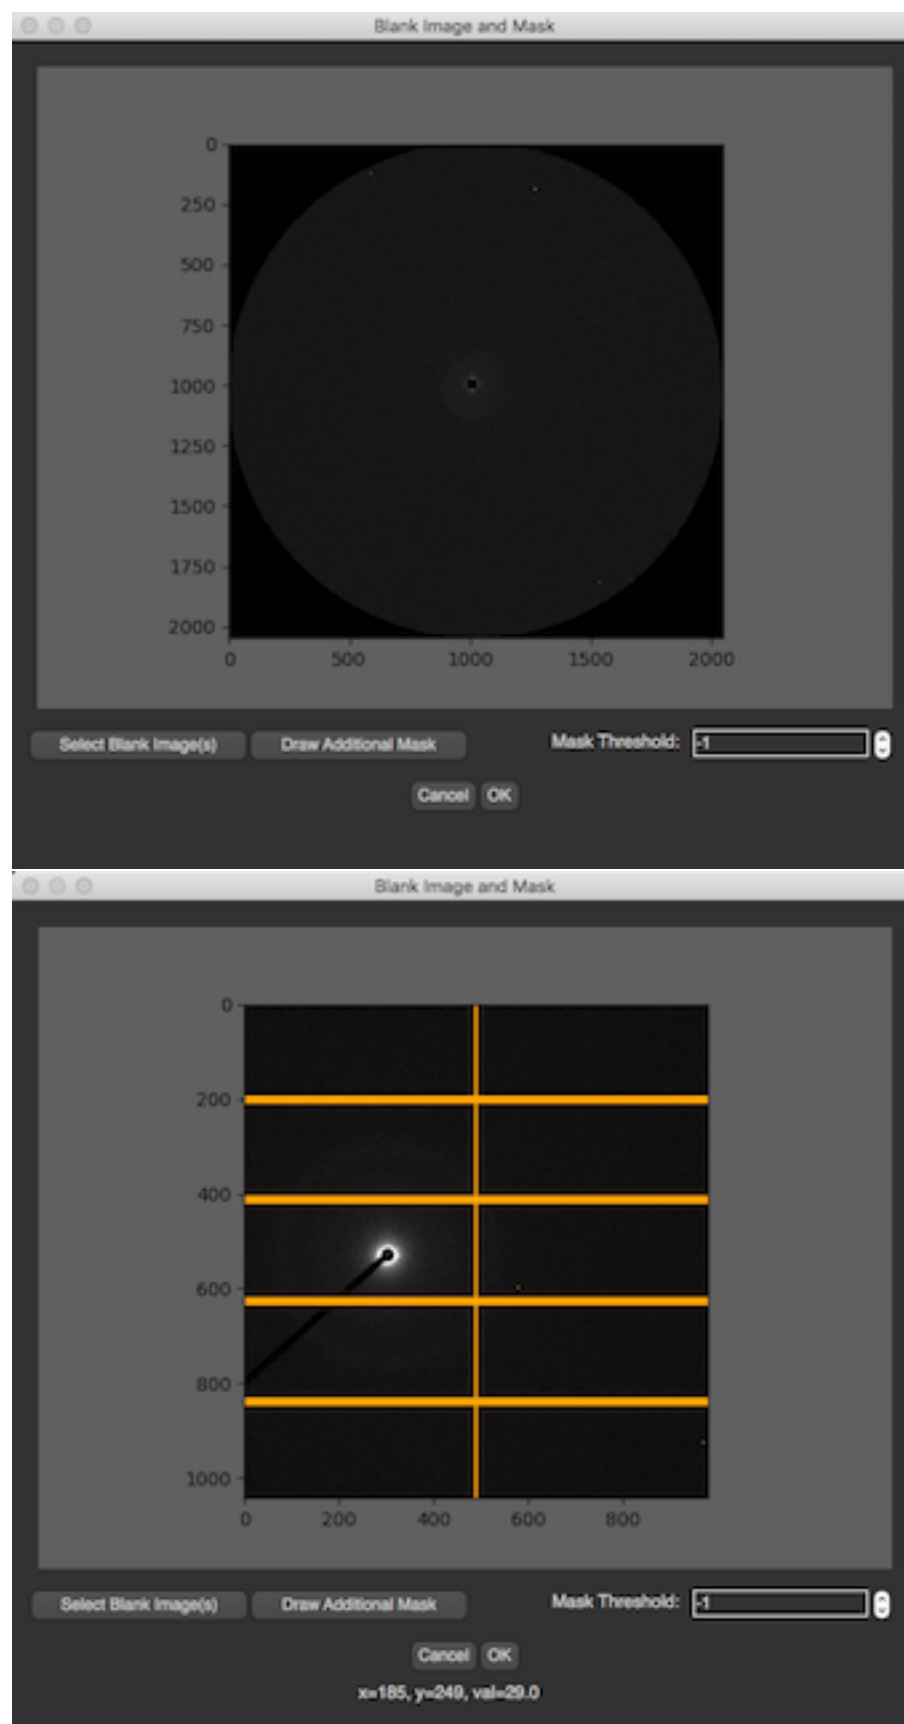 Blank Image and Mask
0
250
500
750
1000
1250
1500
1750
2000
0 500 1000 1500 2000
Select Blank Image(s) Draw Additional Mask Mask Threshold: -1
Cancel OK
Blank Image and Mask
0
200
400
600
800
1000
0 200 400 600 800
Select Blank Image(s) Draw Additional Mask Mask Threshold: -1
Cancel OK
x=185, y=249, val=29.0